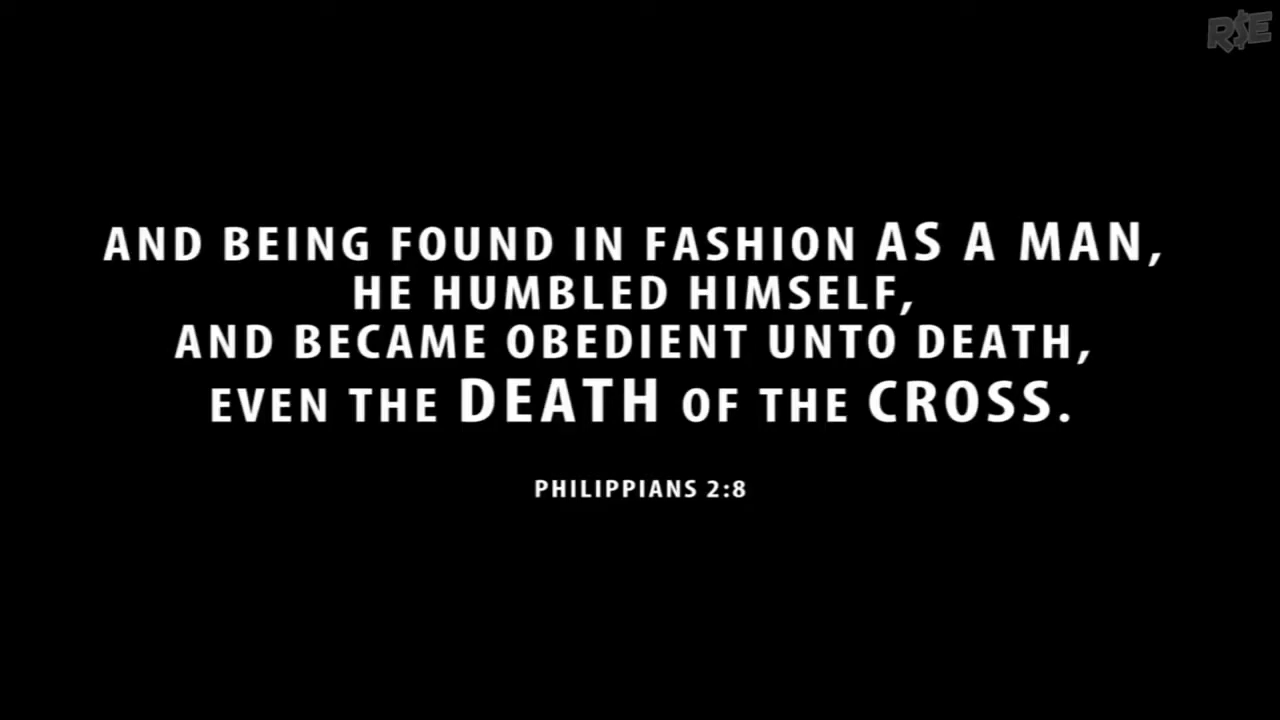 R$E
AND BEING FOUND IN FASHION AS A MAN,
HE HUMBLED HIMSELF,
AND BECAME OBEDIENT UNTO DEATH,
EVEN THE DEATH OF THE CROSS.
PHILIPPIANS 2:8